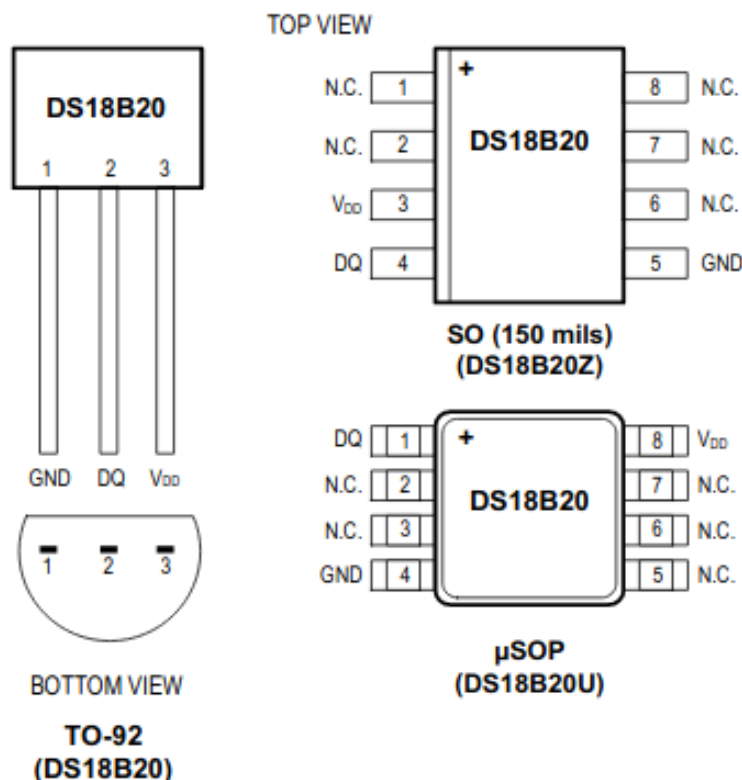 TOP VIEW
DS18B20
1 2 3
GND DQ VDD
1 2 3
BOTTOM VIEW
TO-92
(DS18B20)
N.C. 1 + 8 N.C.
N.C. 2 DS18B20 7 N.C.
VDD 3 6 N.C.
DQ 4 5 GND
SO (150 mils)
(DS18B20Z)
DQ 1 + 8 VDD
N.C. 2 DS18B20 7 N.C.
N.C. 3 6 N.C.
GND 4 5 N.C.
µSOP
(DS18B20U)